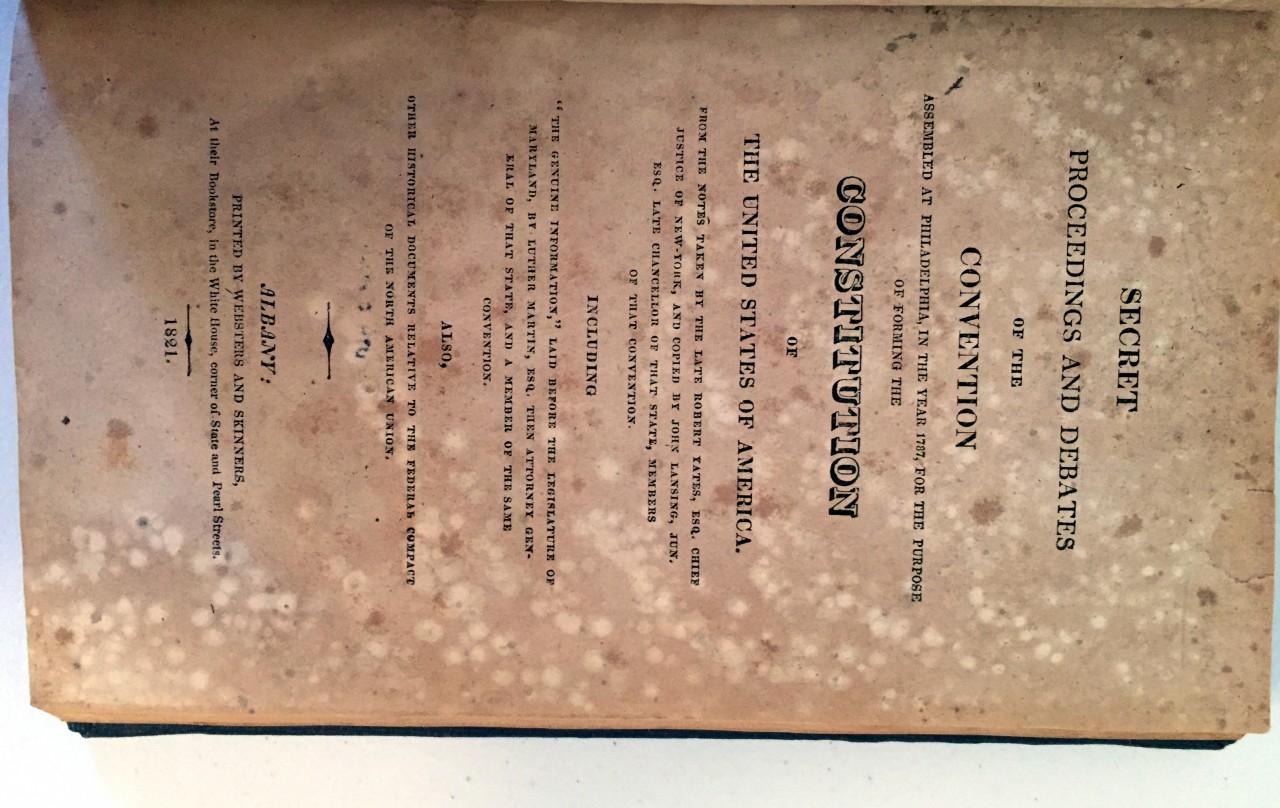 SECRET
PROCEEDINGS AND DEBATES
OF THE
CONVENTION
ASSEMBLED AT PHILADELPHIA, IN THE YEAR 1787, FOR THE PURPOSE
OF FORMING THE
CONSTITUTION
OF
THE UNITED STATES OF AMERICA.
FROM THE NOTES TAKEN BY THE LATE ROBERT YATES, ESQ. CHIEF
JUSTICE OF NEW-YORK, AND COPIED BY JOHN LANSING, JUN.
ESQ. LATE CHANCELLOR OF THAT STATE, MEMBERS
OF THAT CONVENTION.
INCLUDING
"THE GENUINE INFORMATION," LAID BEFORE THE LEGISLATURE OF
MARYLAND, BY LUTHER MARTIN, ESQ. THEN ATTORNEY GEN-
ERAL OF THAT STATE, AND A MEMBER OF THE SAME
CONVENTION.
ALSO,
OTHER HISTORICAL DOCUMENTS RELATIVE TO THE FEDERAL COMPACT
OF THE NORTH AMERICAN UNION.
ALBANY:
PRINTED BY WEBSTERS AND SKINNERS,
At their Bookstore, in the White House, corner of State and Pearl Streets.
1821.